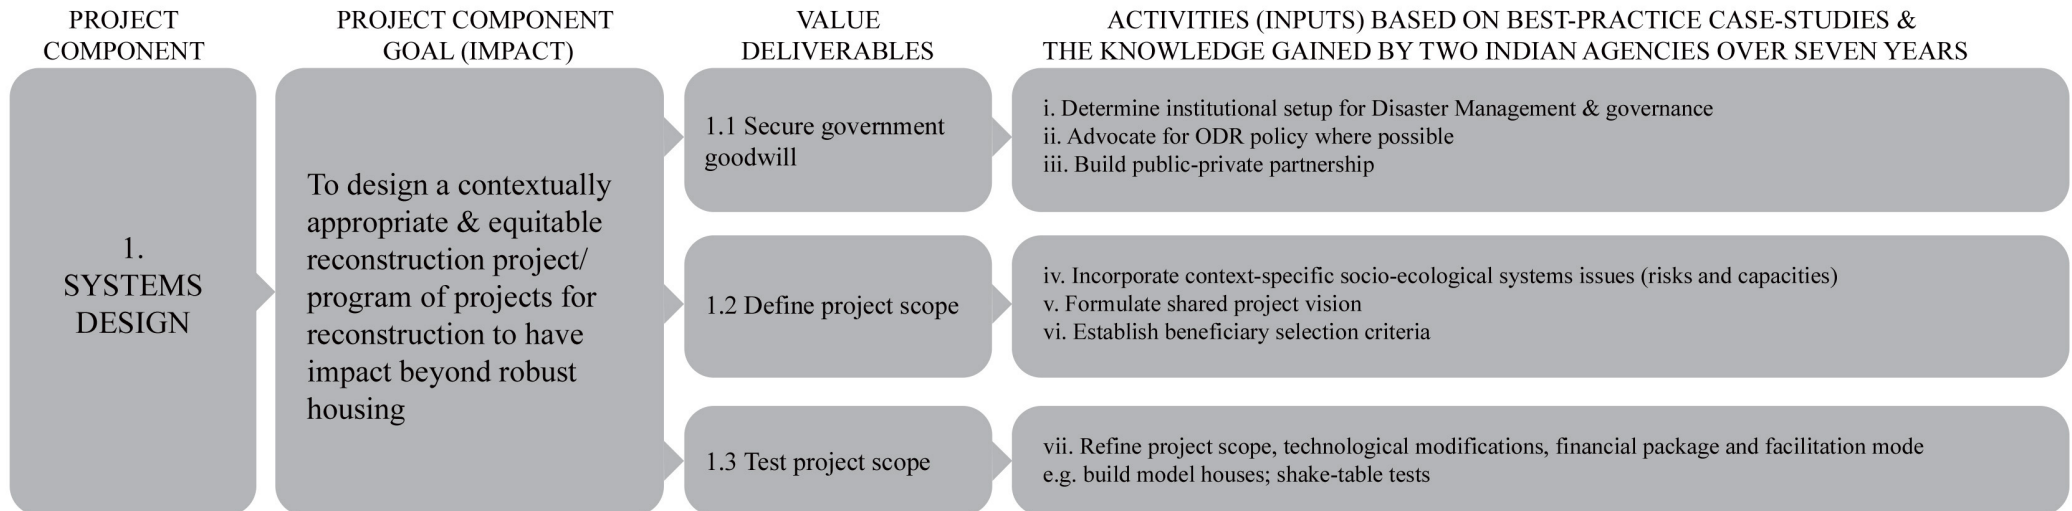 PROJECT
COMPONENT
PROJECT COMPONENT
GOAL (IMPACT)
VALUE
DELIVERABLES
ACTIVITIES (INPUTS) BASED ON BEST-PRACTICE CASE-STUDIES &
THE KNOWLEDGE GAINED BY TWO INDIAN AGENCIES OVER SEVEN YEARS
1.
SYSTEMS
DESIGN
To design a contextually
appropriate & equitable
reconstruction project/
program of projects for
reconstruction to have
impact beyond robust
housing
1.1 Secure government
goodwill
i. Determine institutional setup for Disaster Management & governance
ii. Advocate for ODR policy where possible
iii. Build public-private partnership
1.2 Define project scope
iv. Incorporate context-specific socio-ecological systems issues (risks and capacities)
v. Formulate shared project vision
vi. Establish beneficiary selection criteria
1.3 Test project scope
vii. Refine project scope, technological modifications, financial package and facilitation mode
e.g. build model houses; shake-table tests